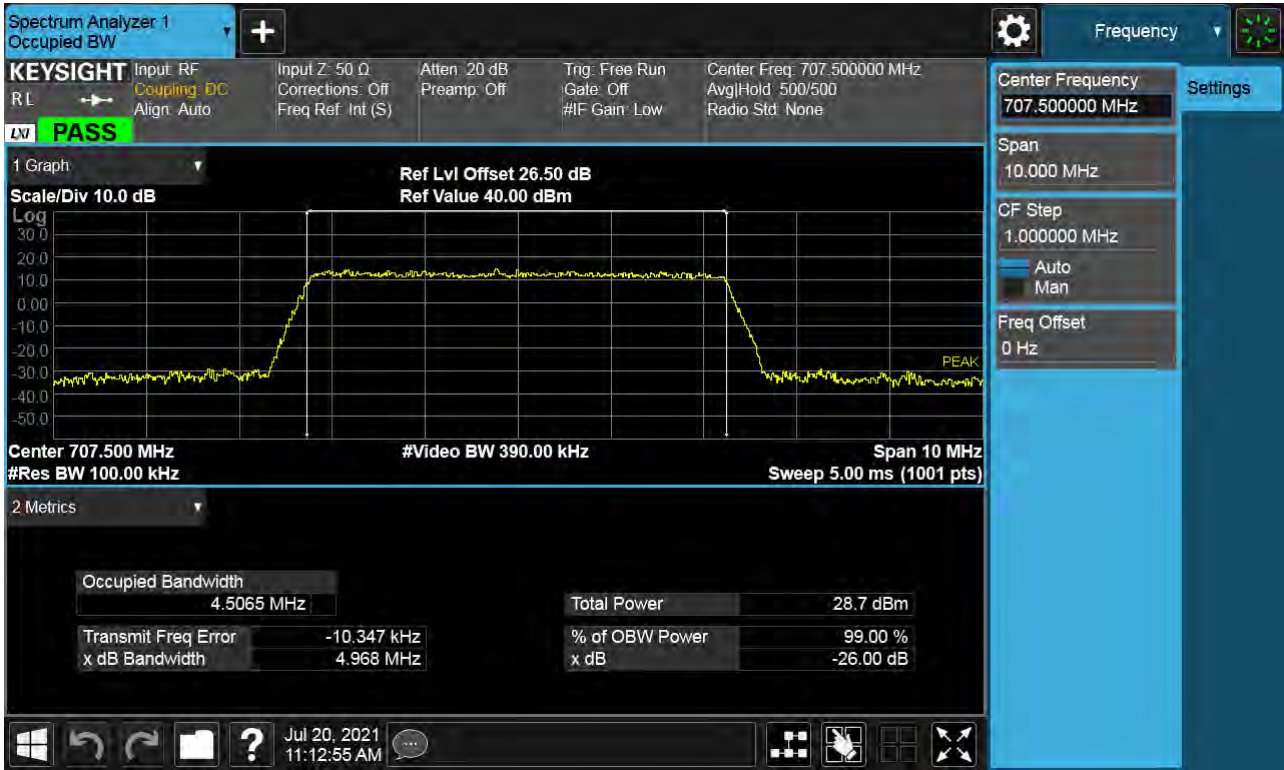 Spectrum Analyzer 1
Occupied BW
+
Frequency
KEYSIGHT
RL
LXI
PASS
Input: RF
Coupling: DC
Align: Auto
Input Z: 50 Ω
Corrections: Off
Freq Ref: Int (S)
Atten: 20 dB
Preamp: Off
Trig: Free Run
Gate: Off
#IF Gain: Low
Center Freq: 707.500000 MHz
Avg|Hold: 500/500
Radio Std: None
Center Frequency
707.500000 MHz
Settings
Span
10.000 MHz
CF Step
1.000000 MHz
Auto
Man
Freq Offset
0 Hz
1 Graph
Scale/Div 10.0 dB
Ref Lvl Offset 26.50 dB
Ref Value 40.00 dBm
Log
30.0
20.0
10.0
0.00
-10.0
-20.0
-30.0
-40.0
-50.0
PEAK
Center 707.500 MHz
#Video BW 390.00 kHz
Span 10 MHz
#Res BW 100.00 kHz
Sweep 5.00 ms (1001 pts)
2 Metrics
Occupied Bandwidth
4.5065 MHz
Total Power 28.7 dBm
Transmit Freq Error -10.347 kHz
% of OBW Power 99.00 %
x dB Bandwidth 4.968 MHz
x dB -26.00 dB
?
Jul 20, 2021
11:12:55 AM